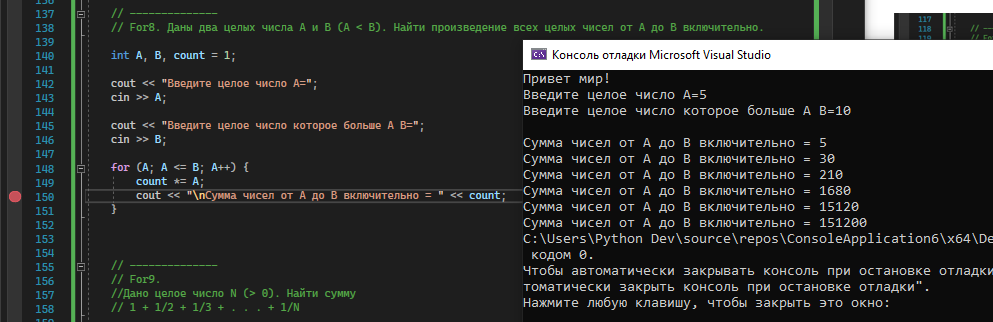 136
137 // --------------
138 // For8. Даны два целых числа A и B (A < B). Найти произведение всех целых чисел от A до B включительно.
139
140 int A, B, count = 1;
141
142 cout << "Введите целое число A=";
143 cin >> A;
144
145 cout << "Введите целое число которое больше A B=";
146 cin >> B;
147
148 for (A; A <= B; A++) {
149 count *= A;
150 cout << "\nСумма чисел от A до B включительно = " << count;
151 }
152
153
154
155 // --------------
156 // For9.
157 //Дано целое число N (> 0). Найти сумму
158 // 1 + 1/2 + 1/3 + . . . + 1/N
117
118 // --
119 // Fo
Консоль отладки Microsoft Visual Studio
Привет мир!
Введите целое число A=5
Введите целое число которое больше A B=10
Сумма чисел от A до B включительно = 5
Сумма чисел от A до B включительно = 30
Сумма чисел от A до B включительно = 210
Сумма чисел от A до B включительно = 1680
Сумма чисел от A до B включительно = 15120
Сумма чисел от A до B включительно = 151200
C:\Users\Python Dev\source\repos\ConsoleApplication6\x64\De
кодом 0.
Чтобы автоматически закрывать консоль при остановке отладки
томатически закрыть консоль при остановке отладки".
Нажмите любую клавишу, чтобы закрыть это окно: